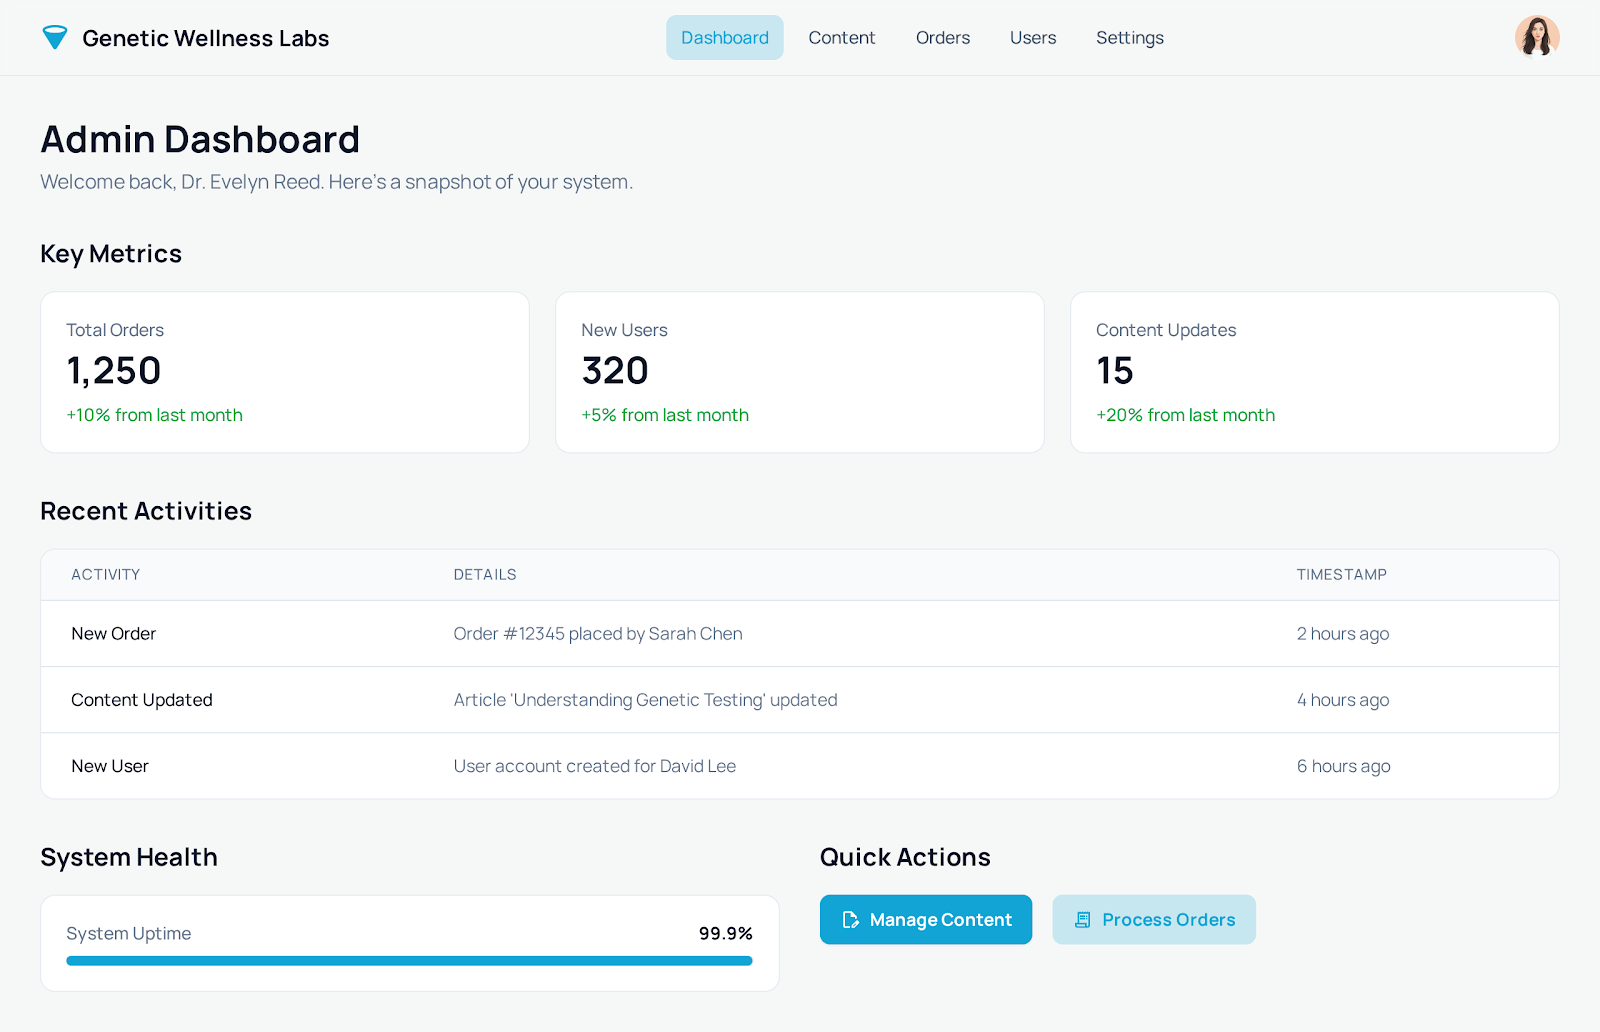 Genetic Wellness Labs
Dashboard
Content
Orders
Users
Settings
Admin Dashboard
Welcome back, Dr. Evelyn Reed. Here's a snapshot of your system.
Key Metrics
Total Orders
1,250
+10% from last month
New Users
320
+5% from last month
Content Updates
15
+20% from last month
Recent Activities
ACTIVITY DETAILS TIMESTAMP
New Order Order #12345 placed by Sarah Chen 2 hours ago
Content Updated Article 'Understanding Genetic Testing' updated 4 hours ago
New User User account created for David Lee 6 hours ago
System Health
System Uptime 99.9%
Quick Actions
Manage Content
Process Orders